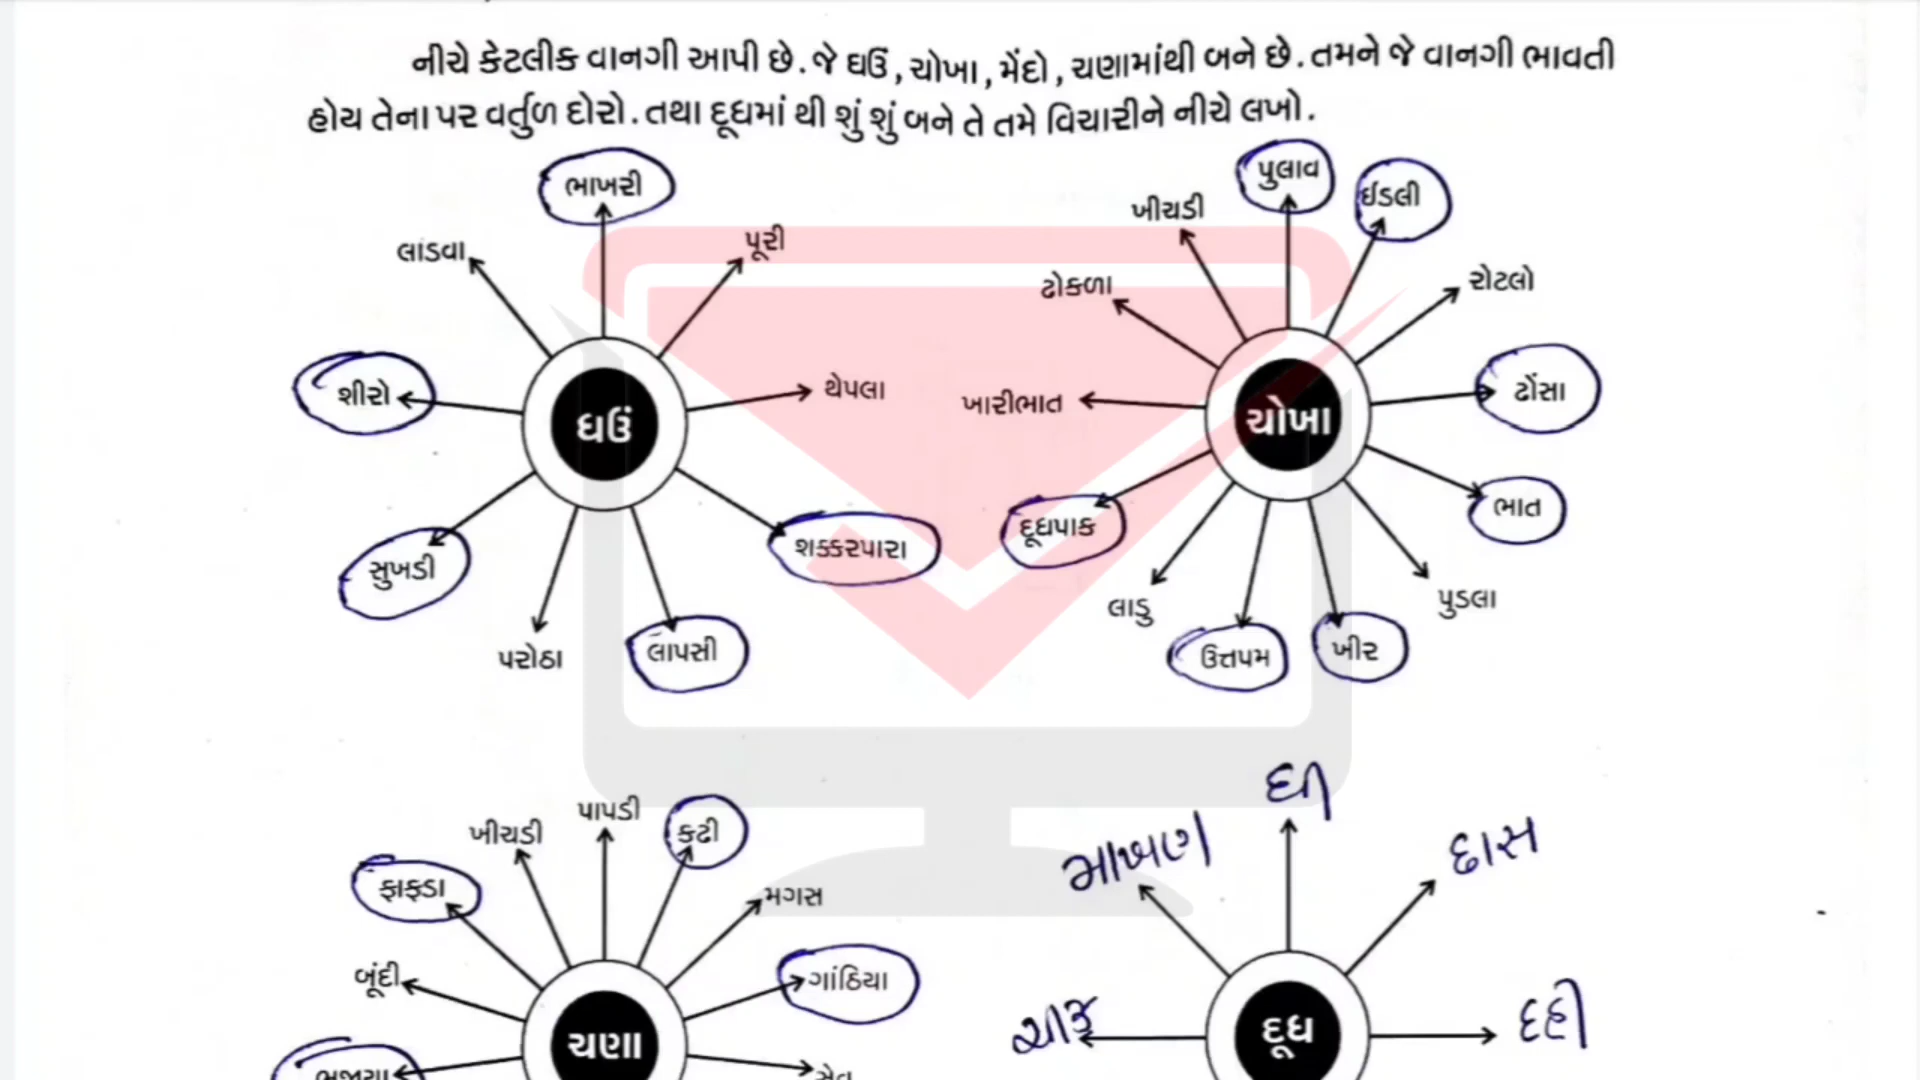 નીચે કેટલીક વાનગી આપી છે. જે ઘઉં, ચોખા, મેંદો, ચણામાંથી બને છે. તમને જે વાનગી ભાવતી
હોય તેના પર વર્તુળ દોરો. તથા દૂધમાં થી શું શું બને તે તમે વિચારીને નીચે લખો.
ભાખરી
લાડવા
પૂરી
શીરો
થેપલા
ઘઉં
સુખડી
શક્કરપારા
પરોઠા
લાપસી
પુલાવ
ખીચડી
ઈડલી
ઢોકળા
રોટલો
ખારીભાત
ઢોંસા
ચોખા
દૂધપાક
ભાત
લાડુ
પુડલા
ઉત્તપમ
ખીર
પાપડી
ખીચડી
કઢી
ફાફડા
મગસ
બૂંદી
ગાંઠિયા
ચણા
માખણ
છાસ
દહીં
દૂધ